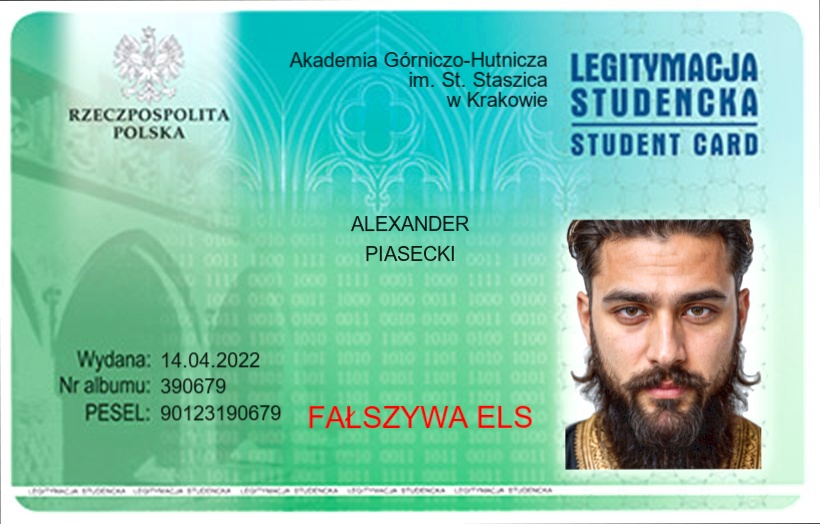 RZECZPOSPOLITA
POLSKA
Akademia Górniczo-Hutnicza
im. St. Staszica
w Krakowie
LEGITYMACJA
STUDENCKA
STUDENT CARD
ALEXANDER
PIASECKI
Wydana: 14.04.2022
Nr albumu: 390679
PESEL: 90123190679
FAŁSZYWA ELS
LEGITYMACJA STUDENCKA LEGITYMACJA STUDENCKA LEGITYMACJA STUDENCKA LEGITYMACJA STUDENCKA LEGITYMACJA STUDENCKA